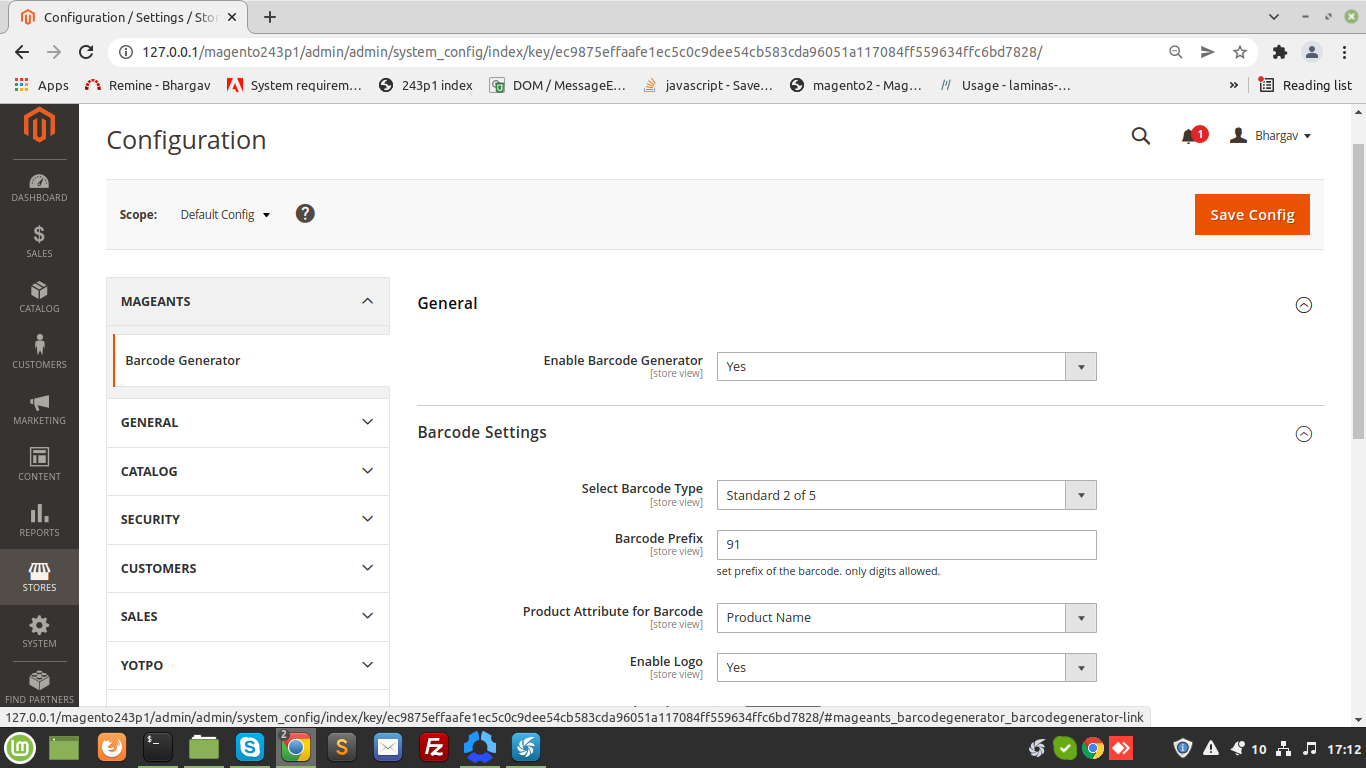 Configuration / Settings / Stor
127.0.0.1/magento243p1/admin/admin/system_config/index/key/ec9875effaafe1ec5c0c9dee54cb583cda96051a117084ff559634ffc6bd7828/
Apps Remine - Bhargav System requirem... 243p1 index DOM / MessageE... javascript - Save... magento2 - Mag... Usage - laminas-... » Reading list
Configuration
1 Bhargav
DASHBOARD
SALES
CATALOG
CUSTOMERS
MARKETING
CONTENT
REPORTS
STORES
SYSTEM
FIND PARTNERS
Scope: Default Config ?
Save Config
MAGEANTS
Barcode Generator
GENERAL
CATALOG
SECURITY
CUSTOMERS
SALES
YOTPO
General
Enable Barcode Generator Yes
[store view]
Barcode Settings
Select Barcode Type Standard 2 of 5
[store view]
Barcode Prefix 91
[store view]
set prefix of the barcode. only digits allowed.
Product Attribute for Barcode Product Name
[store view]
Enable Logo Yes
[store view]
127.0.0.1/magento243p1/admin/admin/system_config/index/key/ec9875effaafe1ec5c0c9dee54cb583cda96051a117084ff559634ffc6bd7828/#mageants_barcodegenerator_barcodegenerator-link
2 10 17:12